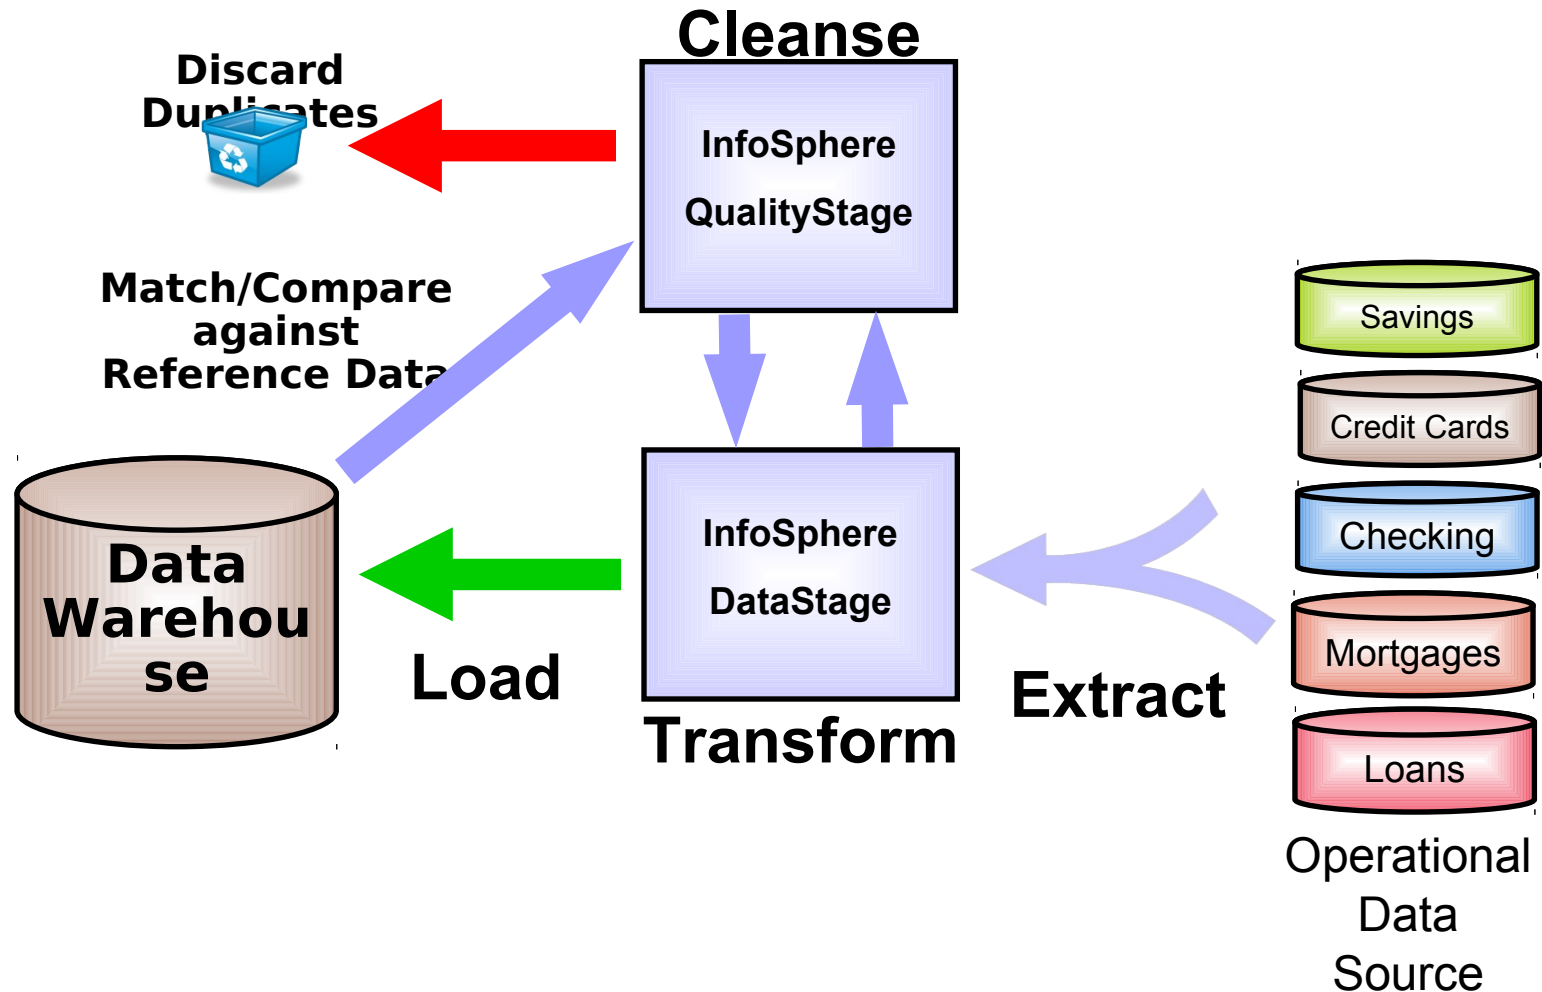 Cleanse
Discard
Duplicates
InfoSphere
QualityStage
Match/Compare
against
Reference Data
Savings
Credit Cards
Checking
Mortgages
Loans
Operational
Data
Source
InfoSphere
DataStage
Transform
Extract
Load
Data
Warehou
se